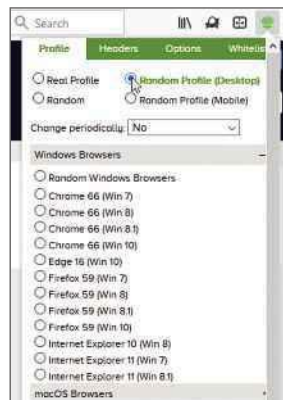 Search
Profile Headers Options Whitelist
Real Profile Random Profile (Desktop)
Random Random Profile (Mobile)
Change periodically: No
Windows Browsers
Random Windows Browsers
Chrome 66 (Win 7)
Chrome 66 (Win 8)
Chrome 66 (Win 8.1)
Chrome 66 (Win 10)
Edge 16 (Win 10)
Firefox 59 (Win 7)
Firefox 59 (Win 8)
Firefox 59 (Win 8.1)
Firefox 59 (Win 10)
Internet Explorer 10 (Win 8)
Internet Explorer 11 (Win 7)
Internet Explorer 11 (Win 8.1)
macOS Browsers